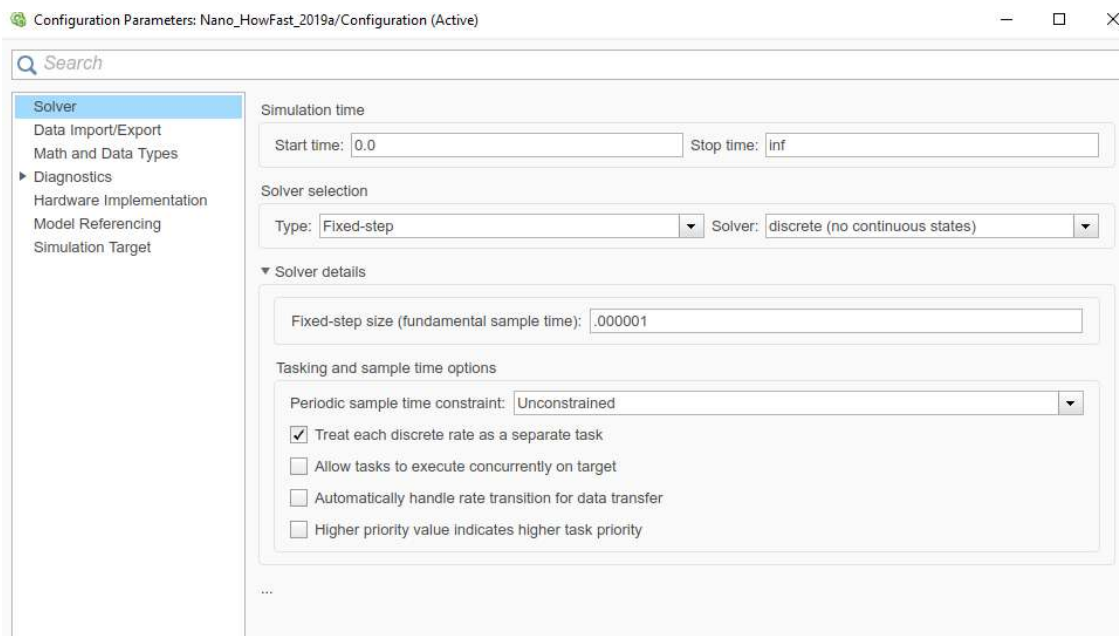 Configuration Parameters: Nano_HowFast_2019a/Configuration (Active)
Search
Solver
Data Import/Export
Math and Data Types
Diagnostics
Hardware Implementation
Model Referencing
Simulation Target
Simulation time
Start time: 0.0 Stop time: inf
Solver selection
Type: Fixed-step Solver: discrete (no continuous states)
Solver details
Fixed-step size (fundamental sample time): .000001
Tasking and sample time options
Periodic sample time constraint: Unconstrained
Treat each discrete rate as a separate task
Allow tasks to execute concurrently on target
Automatically handle rate transition for data transfer
Higher priority value indicates higher task priority
...